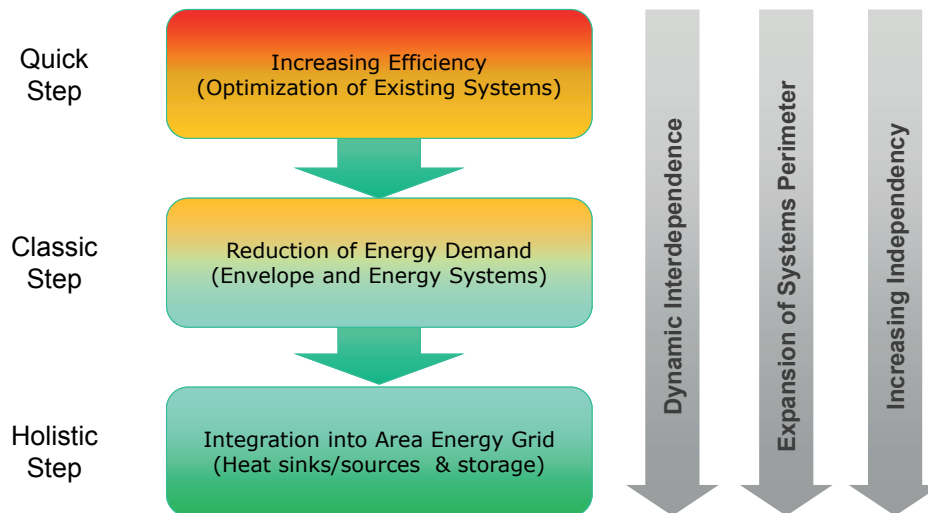 Quick
Step
Increasing Efficiency
(Optimization of Existing Systems)
Classic
Step
Reduction of Energy Demand
(Envelope and Energy Systems)
Holistic
Step
Integration into Area Energy Grid
(Heat sinks/sources & storage)
Dynamic Interdependence
Expansion of Systems Perimeter
Increasing Independency